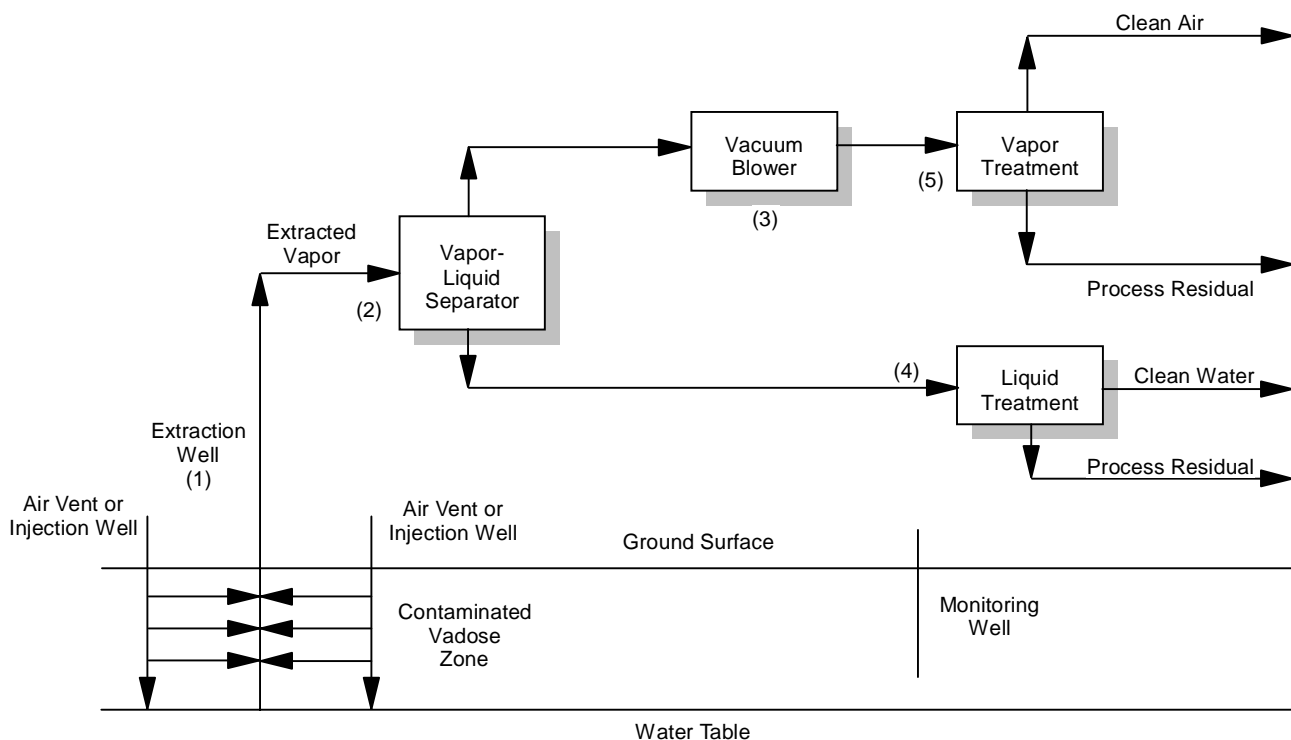 Clean Air
Vacuum
Blower
(3)
Vapor
Treatment
(5)
Process Residual
Extracted
Vapor
(2)
Vapor-
Liquid
Separator
(4)
Liquid
Treatment
Clean Water
Process Residual
Extraction
Well
(1)
Air Vent or
Injection Well
Air Vent or
Injection Well
Ground Surface
Contaminated
Vadose
Zone
Monitoring
Well
Water Table